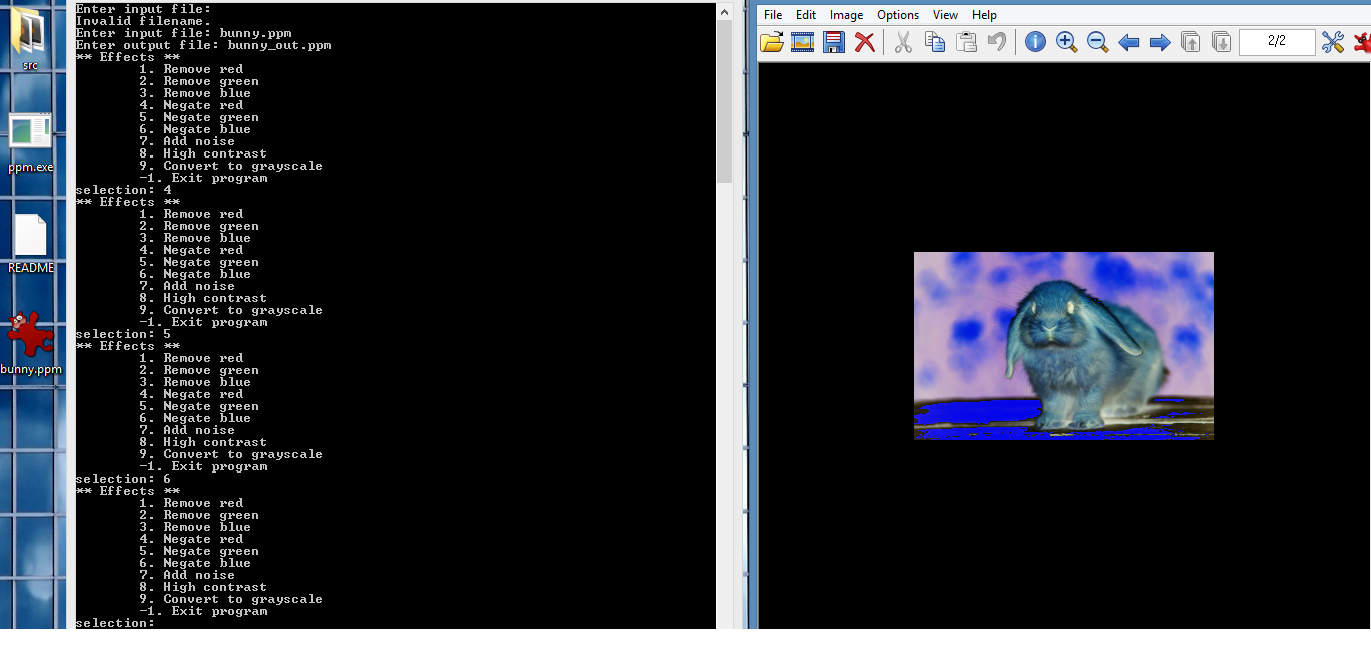 src
ppm.exe
README
bunny.ppm
Enter input file:
Invalid filename.
Enter input file: bunny.ppm
Enter output file: bunny_out.ppm
** Effects **
1. Remove red
2. Remove green
3. Remove blue
4. Negate red
5. Negate green
6. Negate blue
7. Add noise
8. High contrast
9. Convert to grayscale
-1. Exit program
selection: 4
** Effects **
1. Remove red
2. Remove green
3. Remove blue
4. Negate red
5. Negate green
6. Negate blue
7. Add noise
8. High contrast
9. Convert to grayscale
-1. Exit program
selection: 5
** Effects **
1. Remove red
2. Remove green
3. Remove blue
4. Negate red
5. Negate green
6. Negate blue
7. Add noise
8. High contrast
9. Convert to grayscale
-1. Exit program
selection: 6
** Effects **
1. Remove red
2. Remove green
3. Remove blue
4. Negate red
5. Negate green
6. Negate blue
7. Add noise
8. High contrast
9. Convert to grayscale
-1. Exit program
selection:
File Edit Image Options View Help
2/2